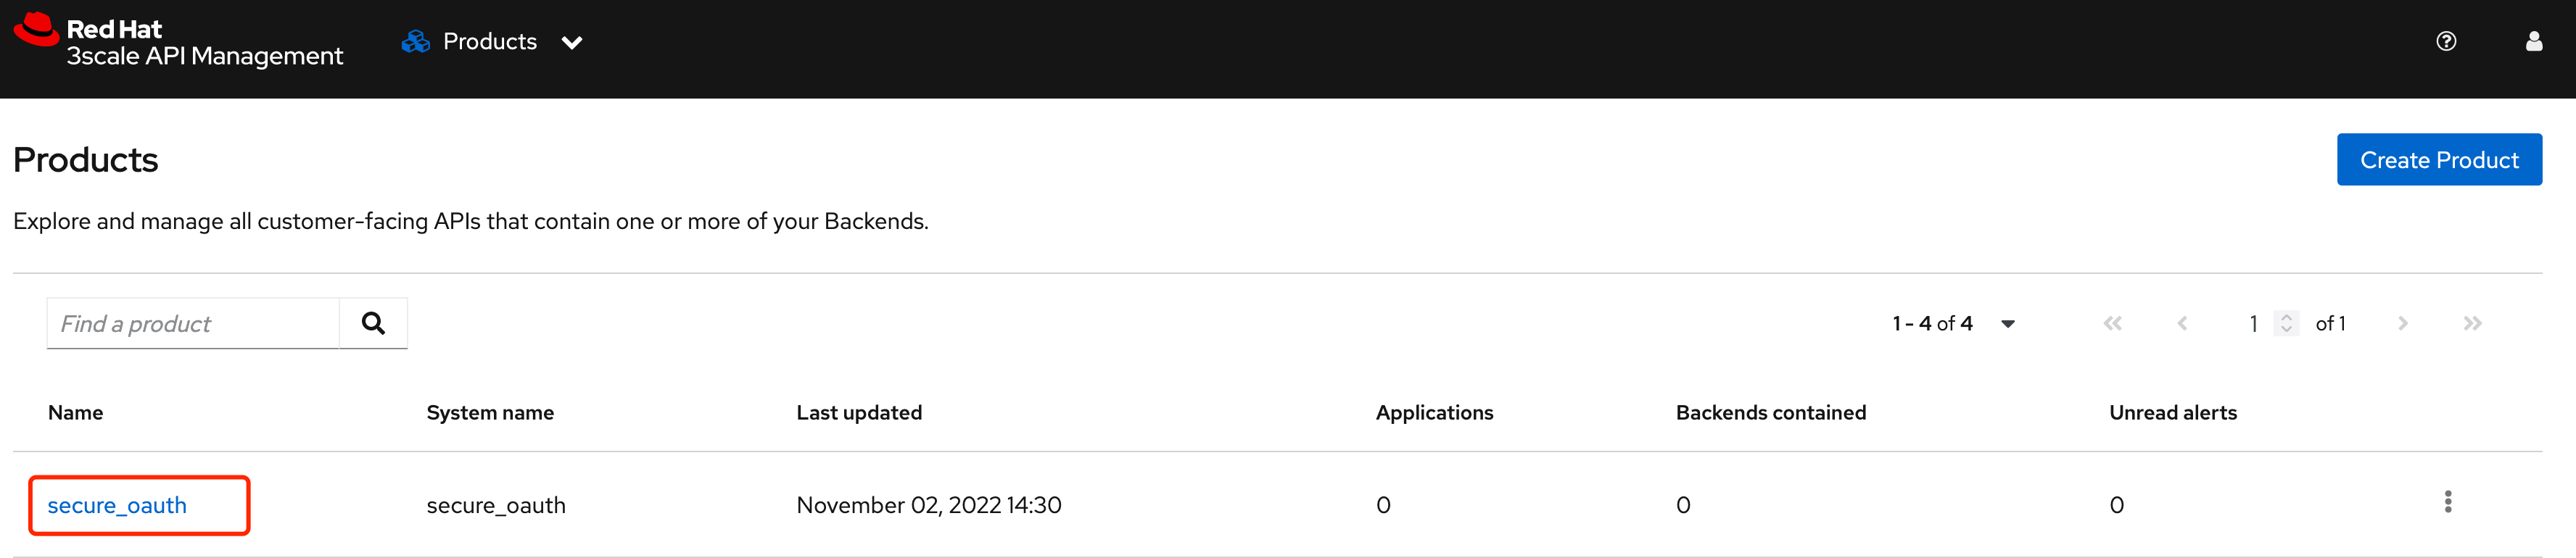 Red Hat
3scale API Management
Products
Products
Create Product
Explore and manage all customer-facing APIs that contain one or more of your Backends.
Find a product
1 - 4 of 4
1 of 1
Name System name Last updated Applications Backends contained Unread alerts
secure_oauth secure_oauth November 02, 2022 14:30 0 0 0